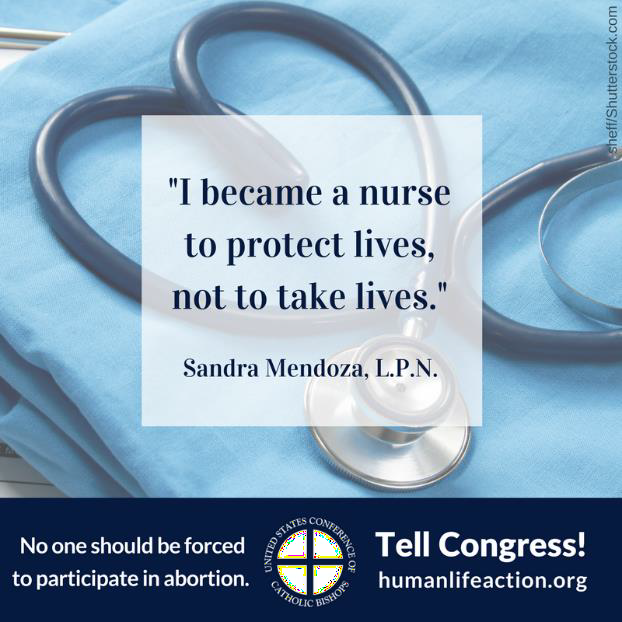 sheff/Shutterstock.com
"I became a nurse
to protect lives,
not to take lives."
Sandra Mendoza, L.P.N.
No one should be forced
to participate in abortion.
UNITED STATES CONFERENCE OF
CATHOLIC BISHOPS
Tell Congress!
humanlifeaction.org